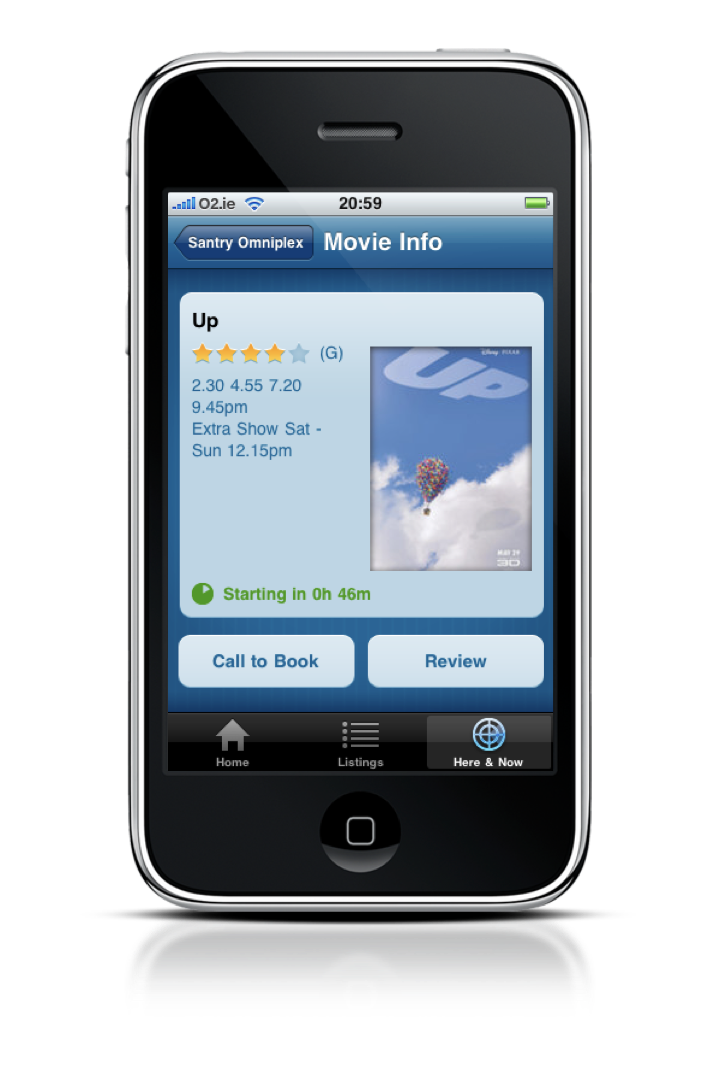 O2.ie 20:59
Santry Omniplex Movie Info
Up
(G)
2.30 4.55 7.20
9.45pm
Extra Show Sat -
Sun 12.15pm
Disney · PIXAR
UP
MAY 29
3D
Starting in 0h 46m
Call to Book Review
Home Listings Here & Now